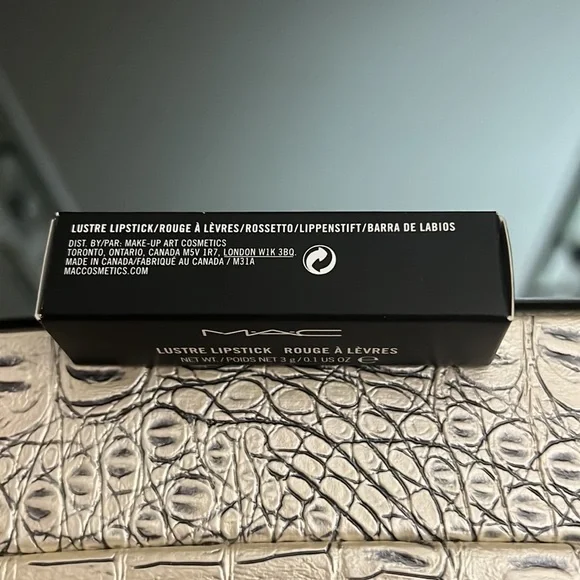 LUSTRE LIPSTICK/ROUGE À LÈVRES/ROSSETTO/LIPPENSTIFT/BARRA DE LABIOS
DIST. BY/PAR: MAKE-UP ART COSMETICS
TORONTO, ONTARIO, CANADA M5V 1R7, LONDON W1K 3BQ.
MADE IN CANADA/FABRIQUÉ AU CANADA / M31A
MACCOSMETICS.COM
MAC
LUSTRE LIPSTICK ROUGE À LÈVRES
NET WT./POIDS NET 3 g/0.1 US OZ ℮